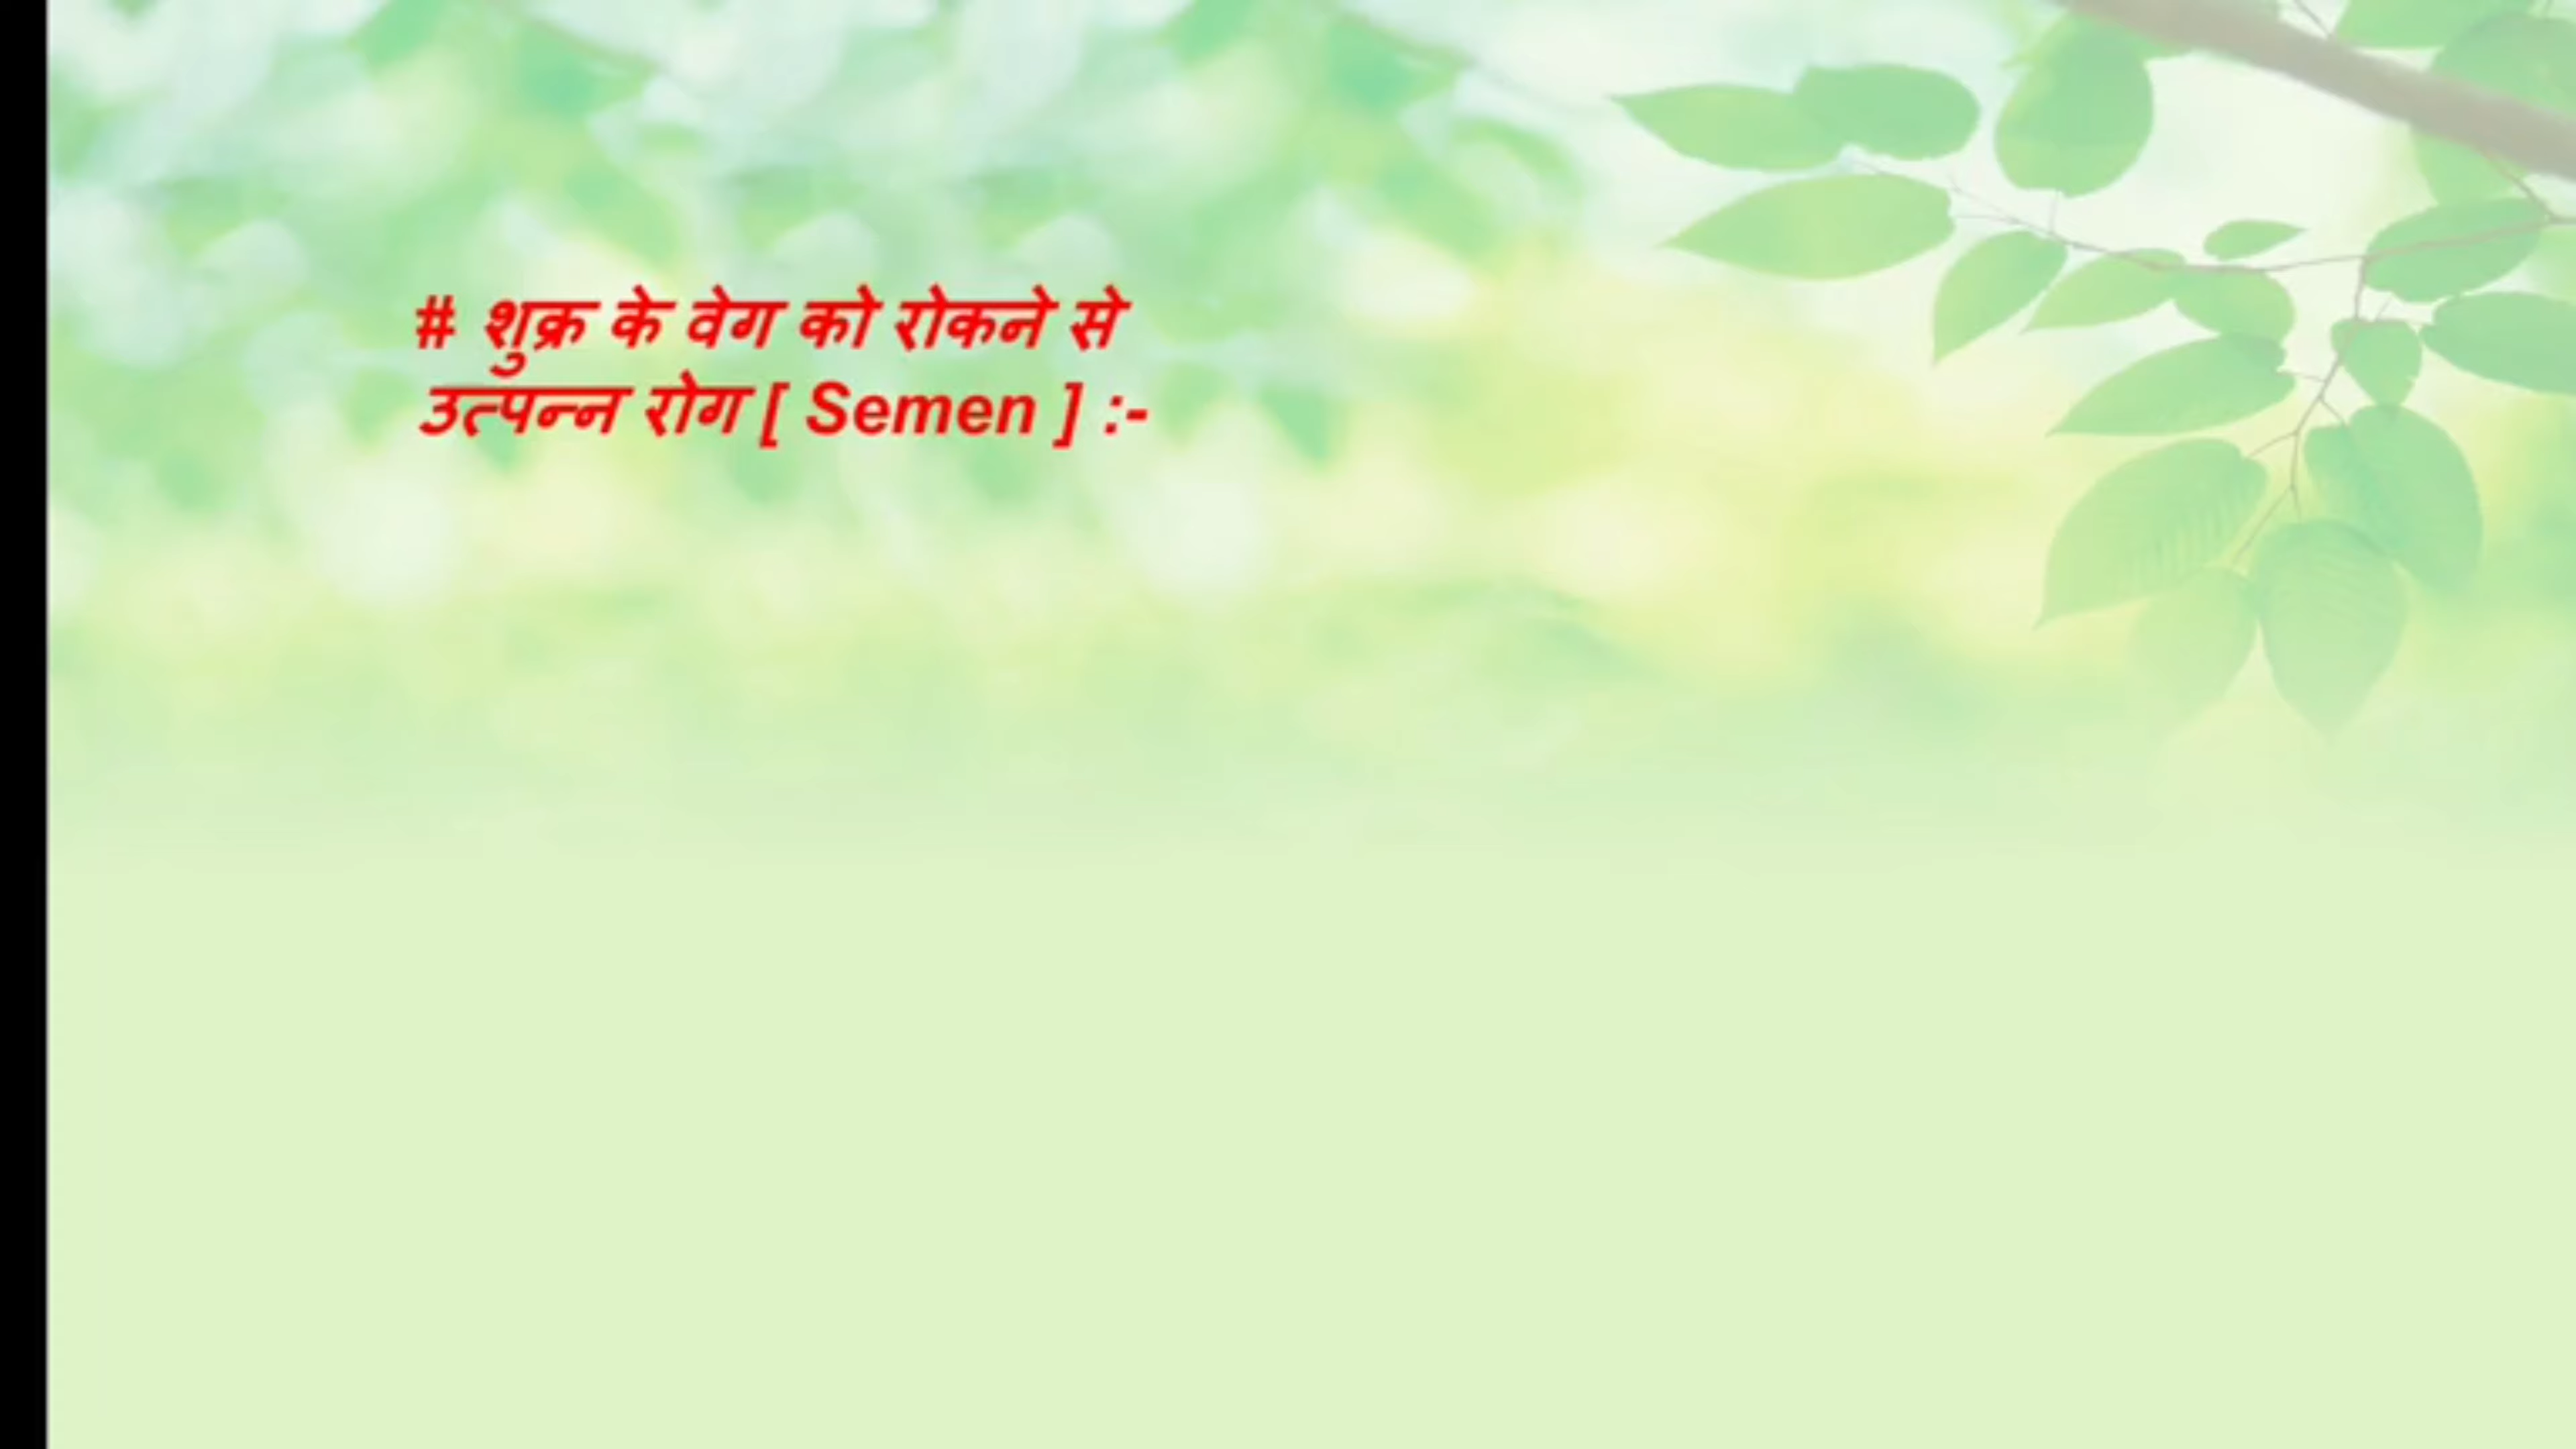 # शुक्र के वेग को रोकने से
उत्पन्न रोग [ Semen ] :-